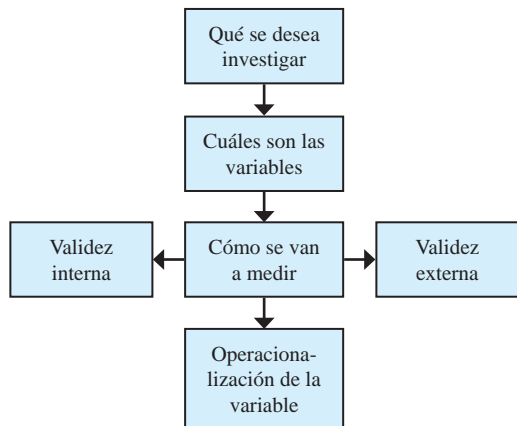 Qué se desea
investigar
Cuáles son las
variables
Validez
interna
Cómo se van
a medir
Validez
externa
Operaciona-
lización de la
variable